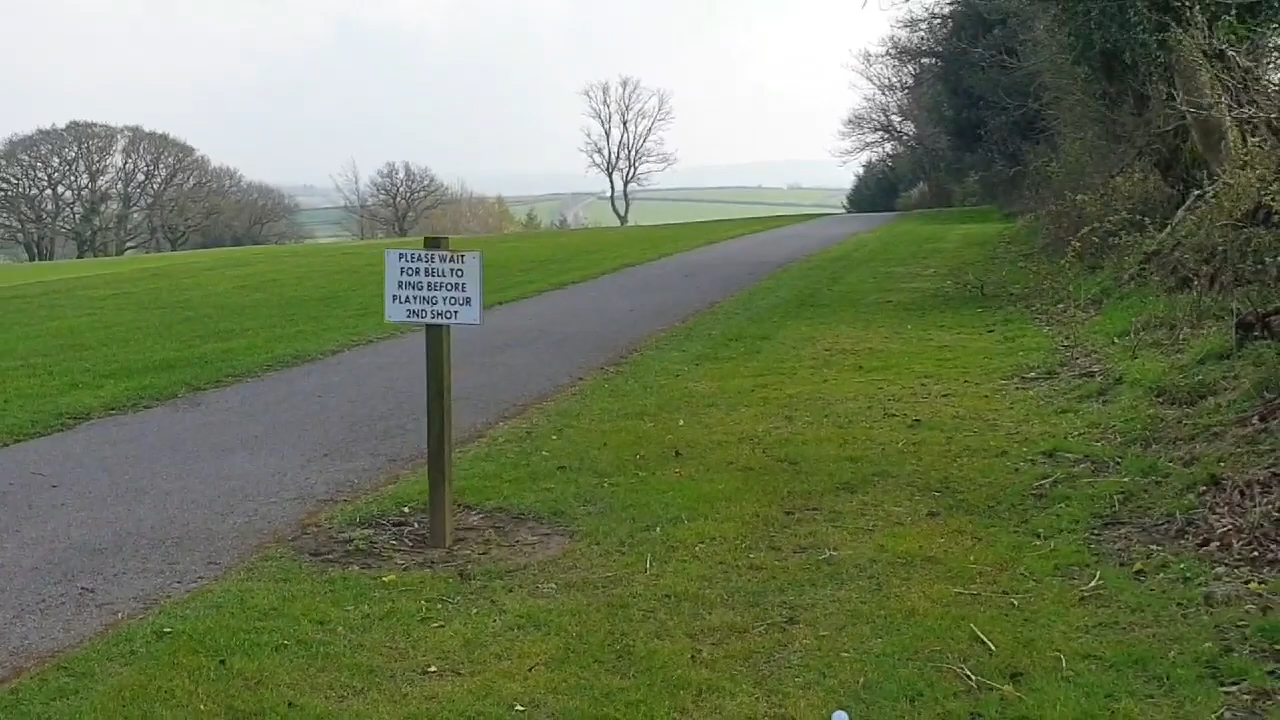 PLEASE WAIT
FOR BELL TO
RING BEFORE
PLAYING YOUR
2ND SHOT